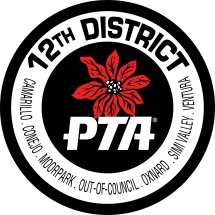 12TH DISTRICT
PTA®
CAMARILLO . CONEJO . MOORPARK . OUT-OF-COUNCIL . OXNARD . SIMI VALLEY . VENTURA